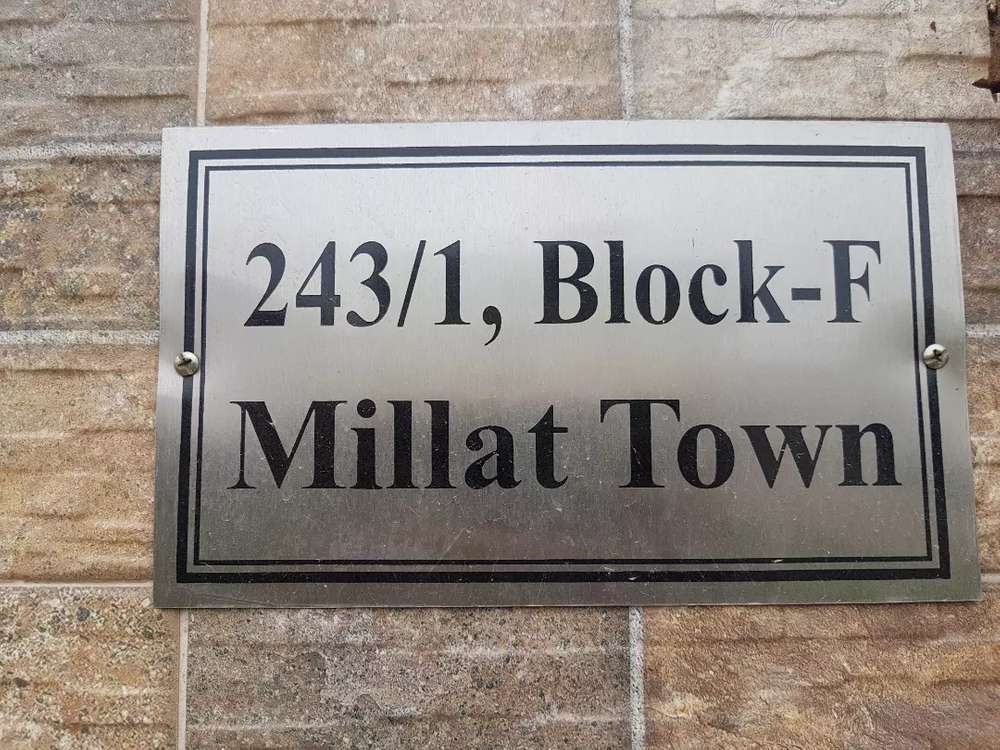 243/1, Block-F
Millat Town